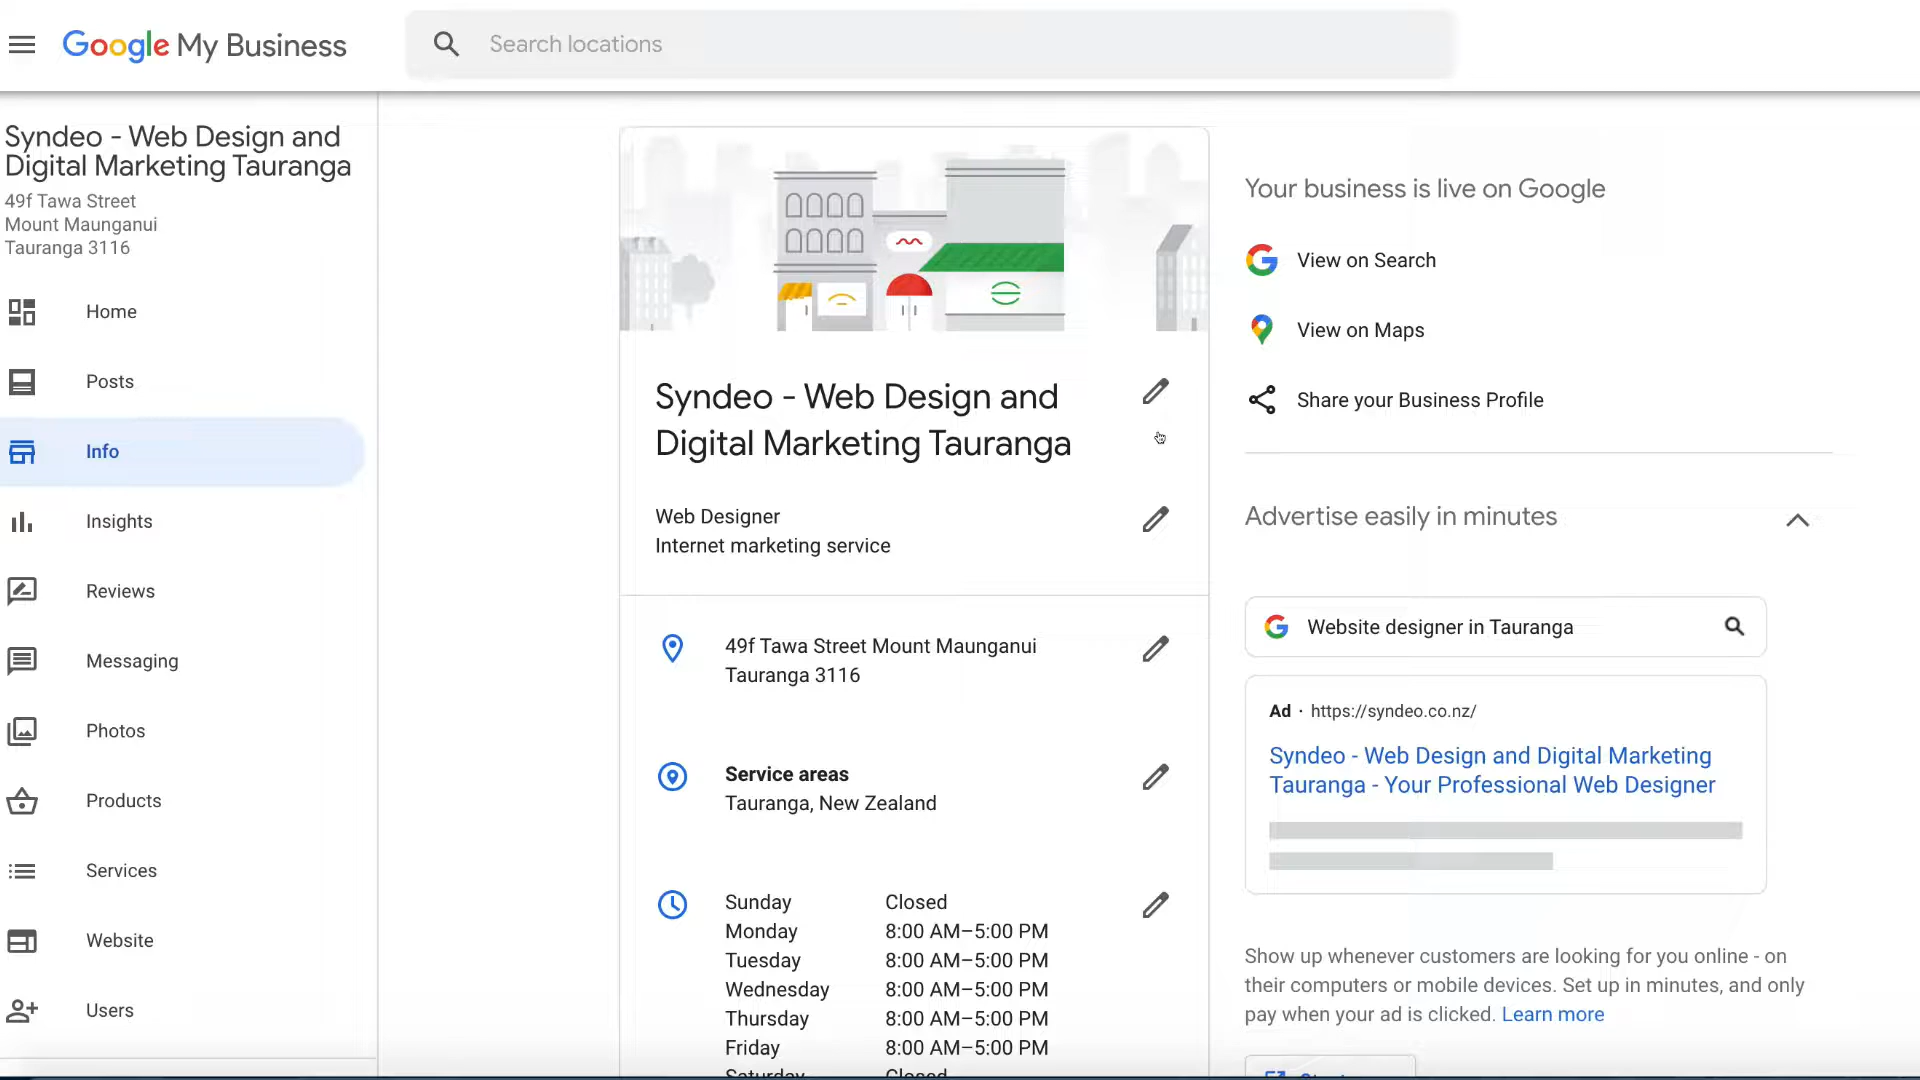 Google My Business
Search locations
Syndeo - Web Design and
Digital Marketing Tauranga
49f Tawa Street
Mount Maunganui
Tauranga 3116
Home
Posts
Info
Insights
Reviews
Messaging
Photos
Products
Services
Website
Users
Syndeo - Web Design and
Digital Marketing Tauranga
Web Designer
Internet marketing service
49f Tawa Street Mount Maunganui
Tauranga 3116
Service areas
Tauranga, New Zealand
Sunday Closed
Monday 8:00 AM–5:00 PM
Tuesday 8:00 AM–5:00 PM
Wednesday 8:00 AM–5:00 PM
Thursday 8:00 AM–5:00 PM
Friday 8:00 AM–5:00 PM
Saturday Closed
Your business is live on Google
View on Search
View on Maps
Share your Business Profile
Advertise easily in minutes
Website designer in Tauranga
Ad · https://syndeo.co.nz/
Syndeo - Web Design and Digital Marketing
Tauranga - Your Professional Web Designer
Show up whenever customers are looking for you online - on
their computers or mobile devices. Set up in minutes, and only
pay when your ad is clicked. Learn more